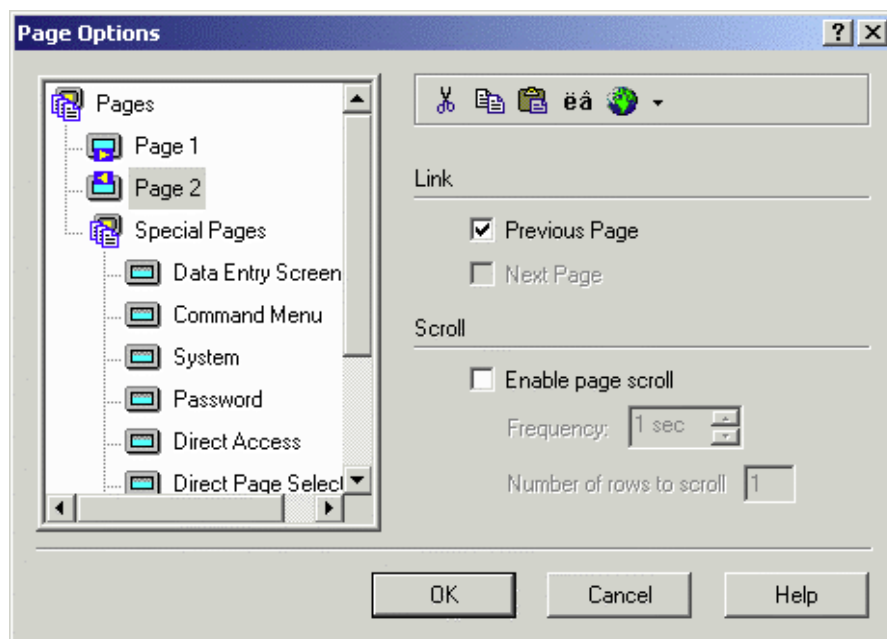 Page Options
Pages
Page 1
Page 2
Special Pages
Data Entry Screen
Command Menu
System
Password
Direct Access
Direct Page Select
ëâ
Link
Previous Page
Next Page
Scroll
Enable page scroll
Frequency: 1 sec
Number of rows to scroll 1
OK
Cancel
Help